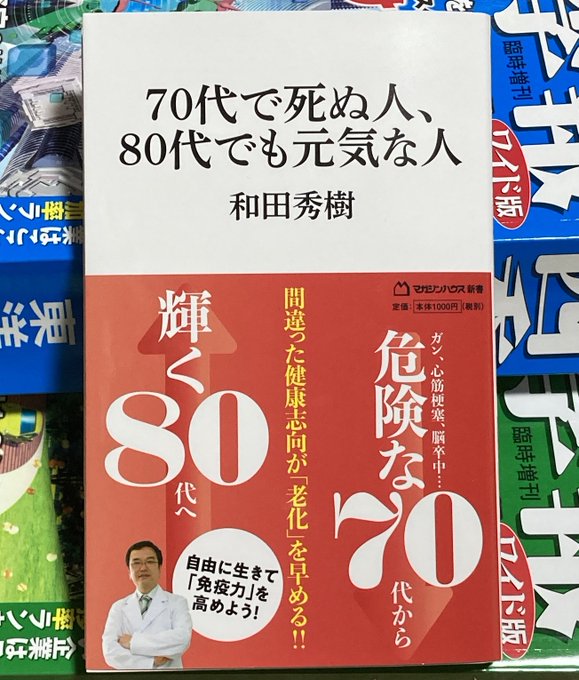 70代で死ぬ人、
80代でも元気な人
和田秀樹
マガジンハウス 新書
定価：本体1000円（税別）
ガン、心筋梗塞、脳卒中…
危険な70代から
間違った健康志向が「老化」を早める!!
輝く80代へ
自由に生きて
「免疫力」を
高めよう!
臨時増刊
ワイド版
東洋
臨時増刊
ワイド版